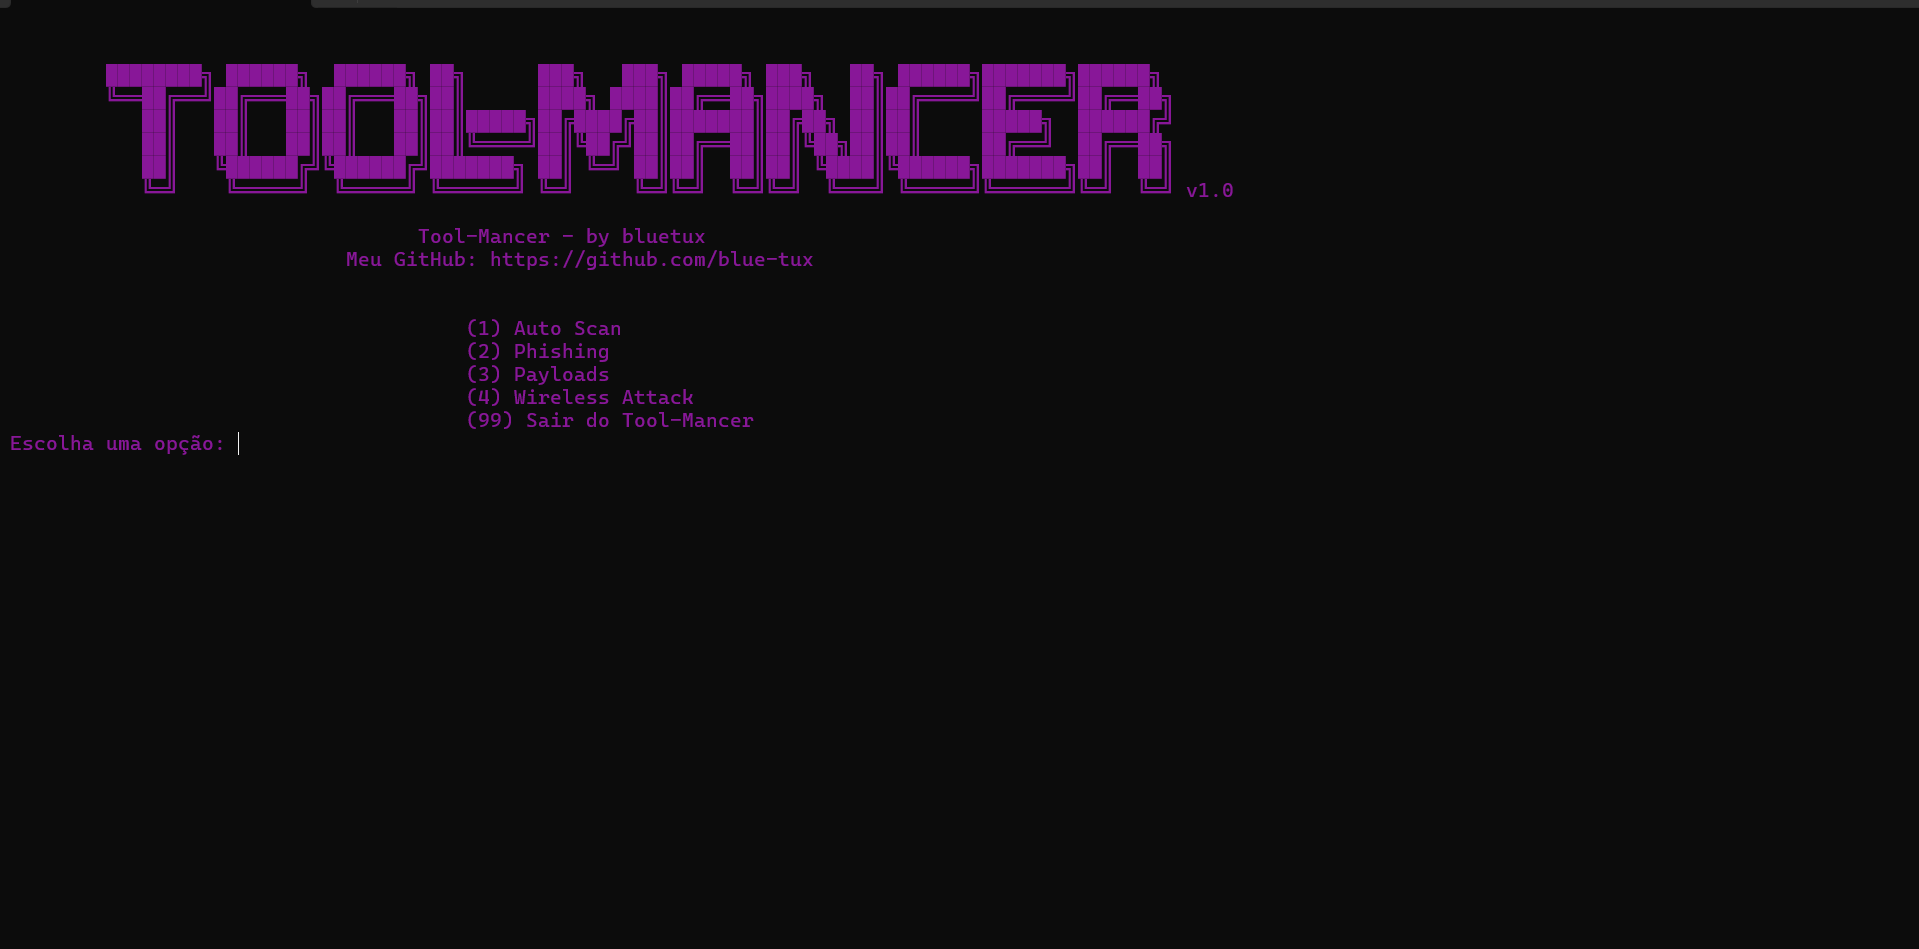 TOOL-MANCER v1.0
Tool-Mancer - by bluetux
Meu GitHub: https://github.com/blue-tux
(1) Auto Scan
(2) Phishing
(3) Payloads
(4) Wireless Attack
(99) Sair do Tool-Mancer
Escolha uma opção: